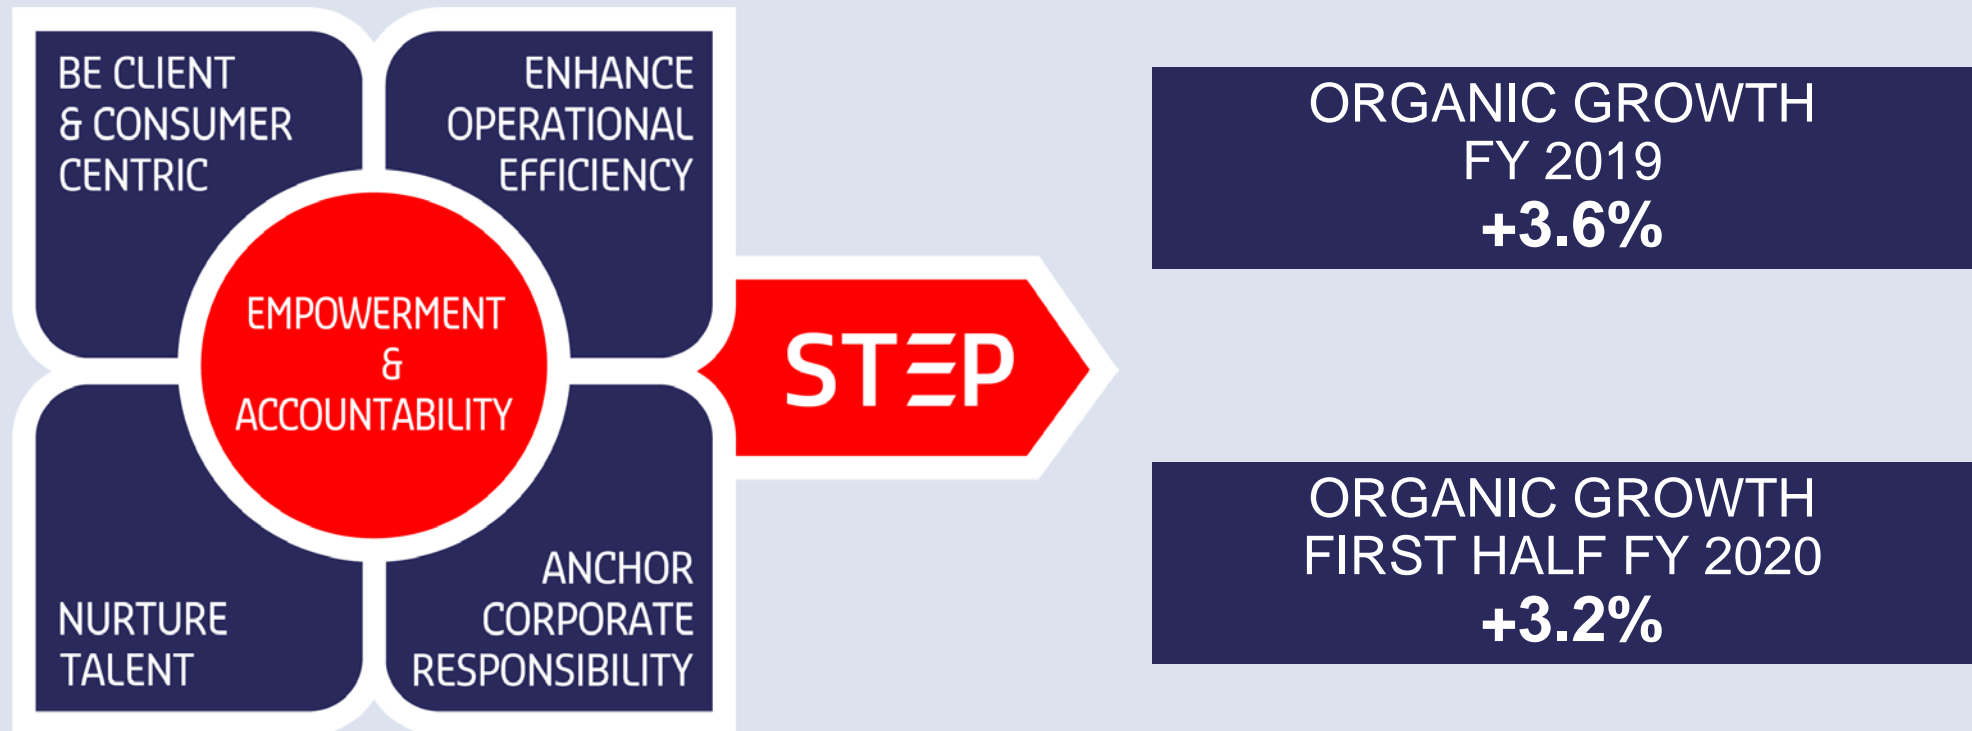 BE CLIENT
& CONSUMER
CENTRIC
ENHANCE
OPERATIONAL
EFFICIENCY
EMPOWERMENT
&
ACCOUNTABILITY
NURTURE
TALENT
ANCHOR
CORPORATE
RESPONSIBILITY
STEP
ORGANIC GROWTH
FY 2019
+3.6%
ORGANIC GROWTH
FIRST HALF FY 2020
+3.2%